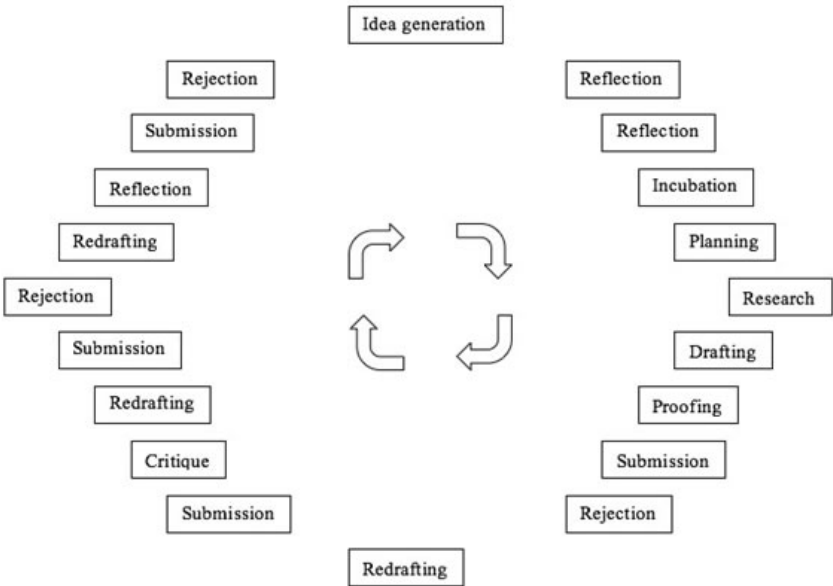 Idea generation
Rejection
Reflection
Submission
Reflection
Reflection
Incubation
Redrafting
Planning
Rejection
Research
Submission
Drafting
Redrafting
Proofing
Critique
Submission
Submission
Rejection
Redrafting